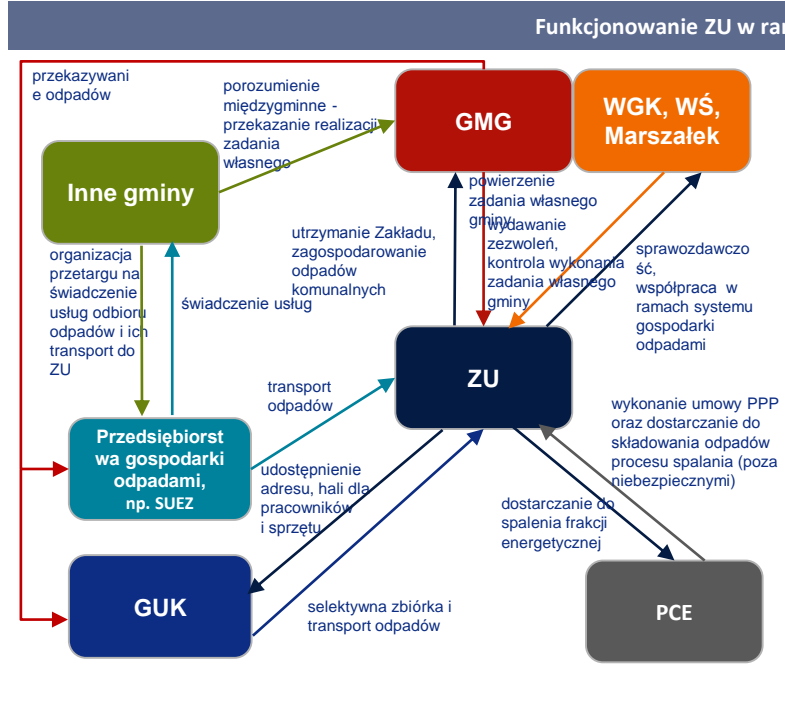 Funkcjonowanie ZU w ran
przekazywani
e odpadów
porozumienie
międzygminne -
przekazanie realizacji
zadania
własnego
GMG
WGK, WŚ,
Marszałek
Inne gminy
powierzenie
zadania własnego
gminy
utrzymanie Zakładu,
zagospodarowanie
odpadów
komunalnych
wydawanie
zezwoleń,
kontrola wykonania
zadania własnego
gminy
sprawozdawczo
ść,
współpraca w
ramach systemu
gospodarki
odpadami
organizacja
przetargu na
świadczenie
usług odbioru
odpadów i ich
transport do
ZU
świadczenie usług
ZU
transport
odpadów
wykonanie umowy PPP
oraz dostarczanie do
składowania odpadów
procesu spalania (poza
niebezpiecznymi)
Przedsiębiorst
wa gospodarki
odpadami,
np. SUEZ
udostępnienie
adresu, hali dla
pracowników
i sprzętu
dostarczanie do
spalenia frakcji
energetycznej
GUK
selektywna zbiórka i
transport odpadów
PCE